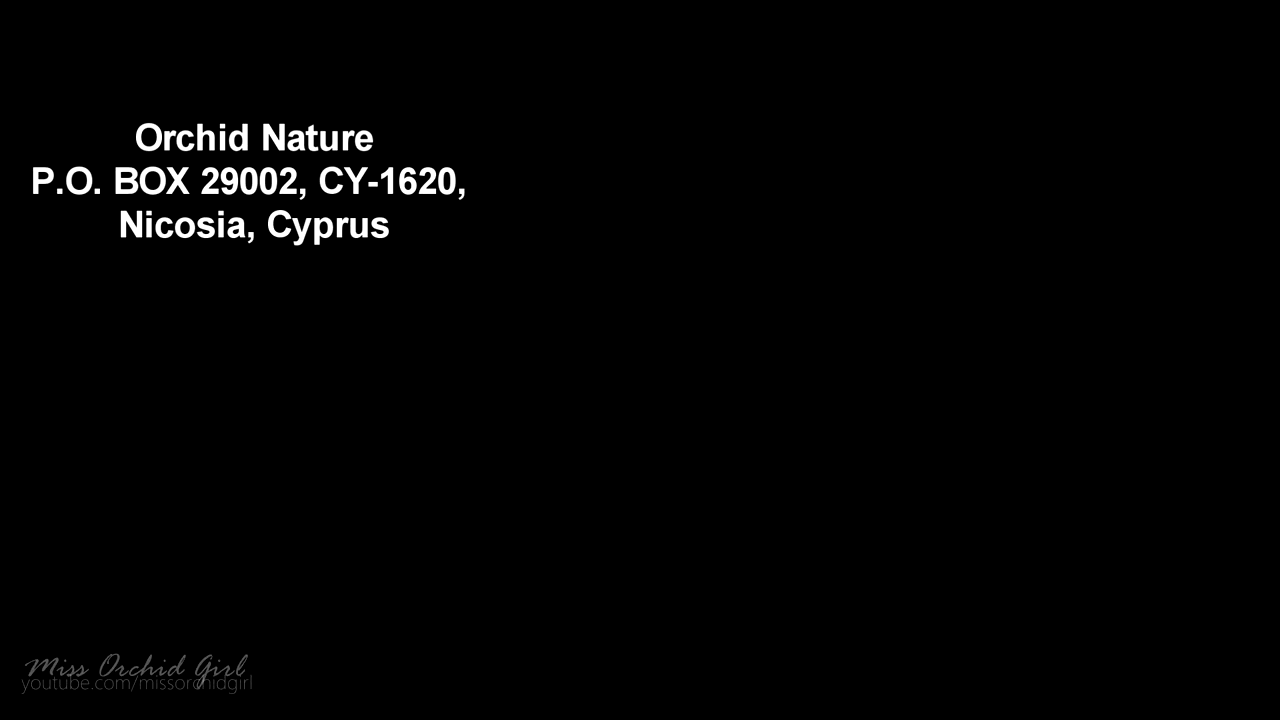 Orchid Nature
P.O. BOX 29002, CY-1620,
Nicosia, Cyprus
Miss Orchid Girl
youtube.com/missorchidgirl